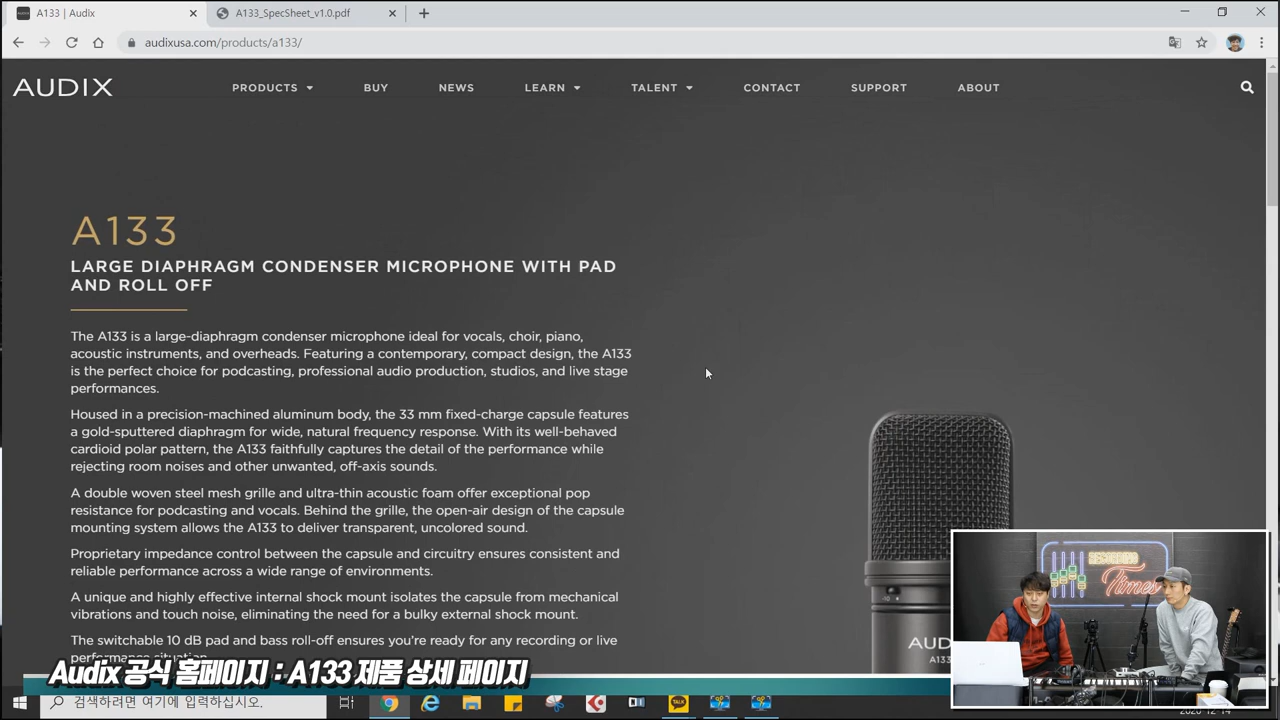 A133 | Audix
A133_SpecSheet_v1.0.pdf
audixusa.com/products/a133/
AUDIX
PRODUCTS BUY NEWS LEARN TALENT CONTACT SUPPORT ABOUT
A133
LARGE DIAPHRAGM CONDENSER MICROPHONE WITH PAD
AND ROLL OFF
The A133 is a large-diaphragm condenser microphone ideal for vocals, choir, piano,
acoustic instruments, and overheads. Featuring a contemporary, compact design, the A133
is the perfect choice for podcasting, professional audio production, studios, and live stage
performances.
Housed in a precision-machined aluminum body, the 33 mm fixed-charge capsule features
a gold-sputtered diaphragm for wide, natural frequency response. With its well-behaved
cardioid polar pattern, the A133 faithfully captures the detail of the performance while
rejecting room noises and other unwanted, off-axis sounds.
A double woven steel mesh grille and ultra-thin acoustic foam offer exceptional pop
resistance for podcasting and vocals. Behind the grille, the open-air design of the capsule
mounting system allows the A133 to deliver transparent, uncolored sound.
Proprietary impedance control between the capsule and circuitry ensures consistent and
reliable performance across a wide range of environments.
A unique and highly effective internal shock mount isolates the capsule from mechanical
vibrations and touch noise, eliminating the need for a bulky external shock mount.
The switchable 10 dB pad and bass roll-off ensures you're ready for any recording or live
performance situation.
AUD
A133
RECORDING
Times
Audix 공식 홈페이지 : A133 제품 상세 페이지
검색하려면 여기에 입력하십시오.
TALK
2020-12-14